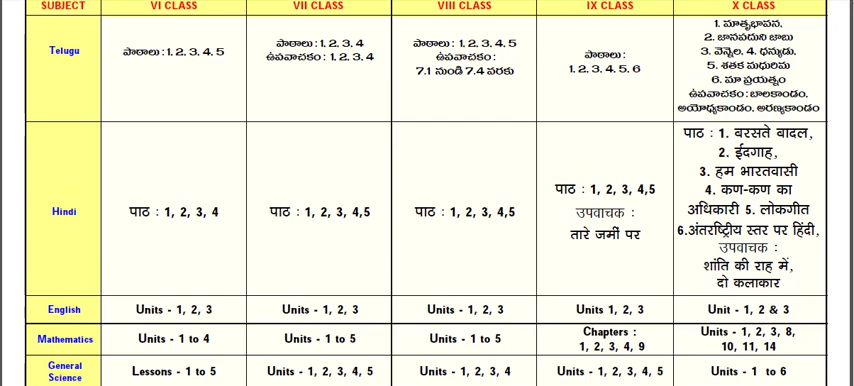 SUBJECT VI CLASS VII CLASS VIII CLASS IX CLASS X CLASS
Telugu
పాఠాలు : 1, 2, 3, 4, 5
పాఠాలు : 1, 2, 3, 4
ఉపవాచకం : 1, 2, 3, 4
పాఠాలు : 1, 2, 3, 4, 5
ఉపవాచకం :
7.1 నుండి 7.4 వరకు
పాఠాలు :
1, 2, 3, 4, 5, 6
1. మాతృభావన,
2. జానపదుని జాబు
3. వెన్నెల, 4. ధన్యుడు,
5. శతక మధురిమ
6. మా ప్రయత్నం
ఉపవాచకం : బాలకాండం,
అయోధ్యకాండం, అరణ్యకాండం
Hindi
पाठ : 1, 2, 3, 4
पाठ : 1, 2, 3, 4,5
पाठ : 1, 2, 3, 4,5
पाठ : 1, 2, 3, 4,5
उपवाचक :
तारे जमीं पर
पाठ : 1. बरसते बादल,
2. ईदगाह,
3. हम भारतवासी
4. कण-कण का
अधिकारी 5. लोकगीत
6.अंतरष्ट्रिय स्तर पर हिंदी,
उपवाचक :
शांति की राह में,
दो कलाकार
English Units - 1, 2, 3 Units - 1, 2, 3 Units - 1, 2, 3 Units 1, 2, 3 Unit - 1, 2 & 3
Mathematics Units - 1 to 4 Units - 1 to 5 Units - 1 to 5
Chapters :
1, 2, 3, 4, 9
Units - 1, 2, 3, 8,
10, 11, 14
General
Science
Lessons - 1 to 5 Units - 1, 2, 3, 4, 5 Units - 1, 2, 3, 4 Units - 1, 2, 3, 4, 5 Units - 1 to 6